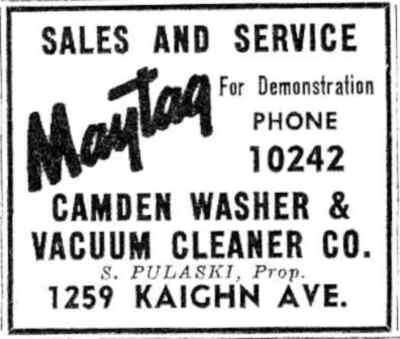 SALES AND SERVICE
Maytag
For Demonstration
PHONE
10242
CAMDEN WASHER &
VACUUM CLEANER CO.
S. PULASKI, Prop.
1259 KAIGHN AVE.